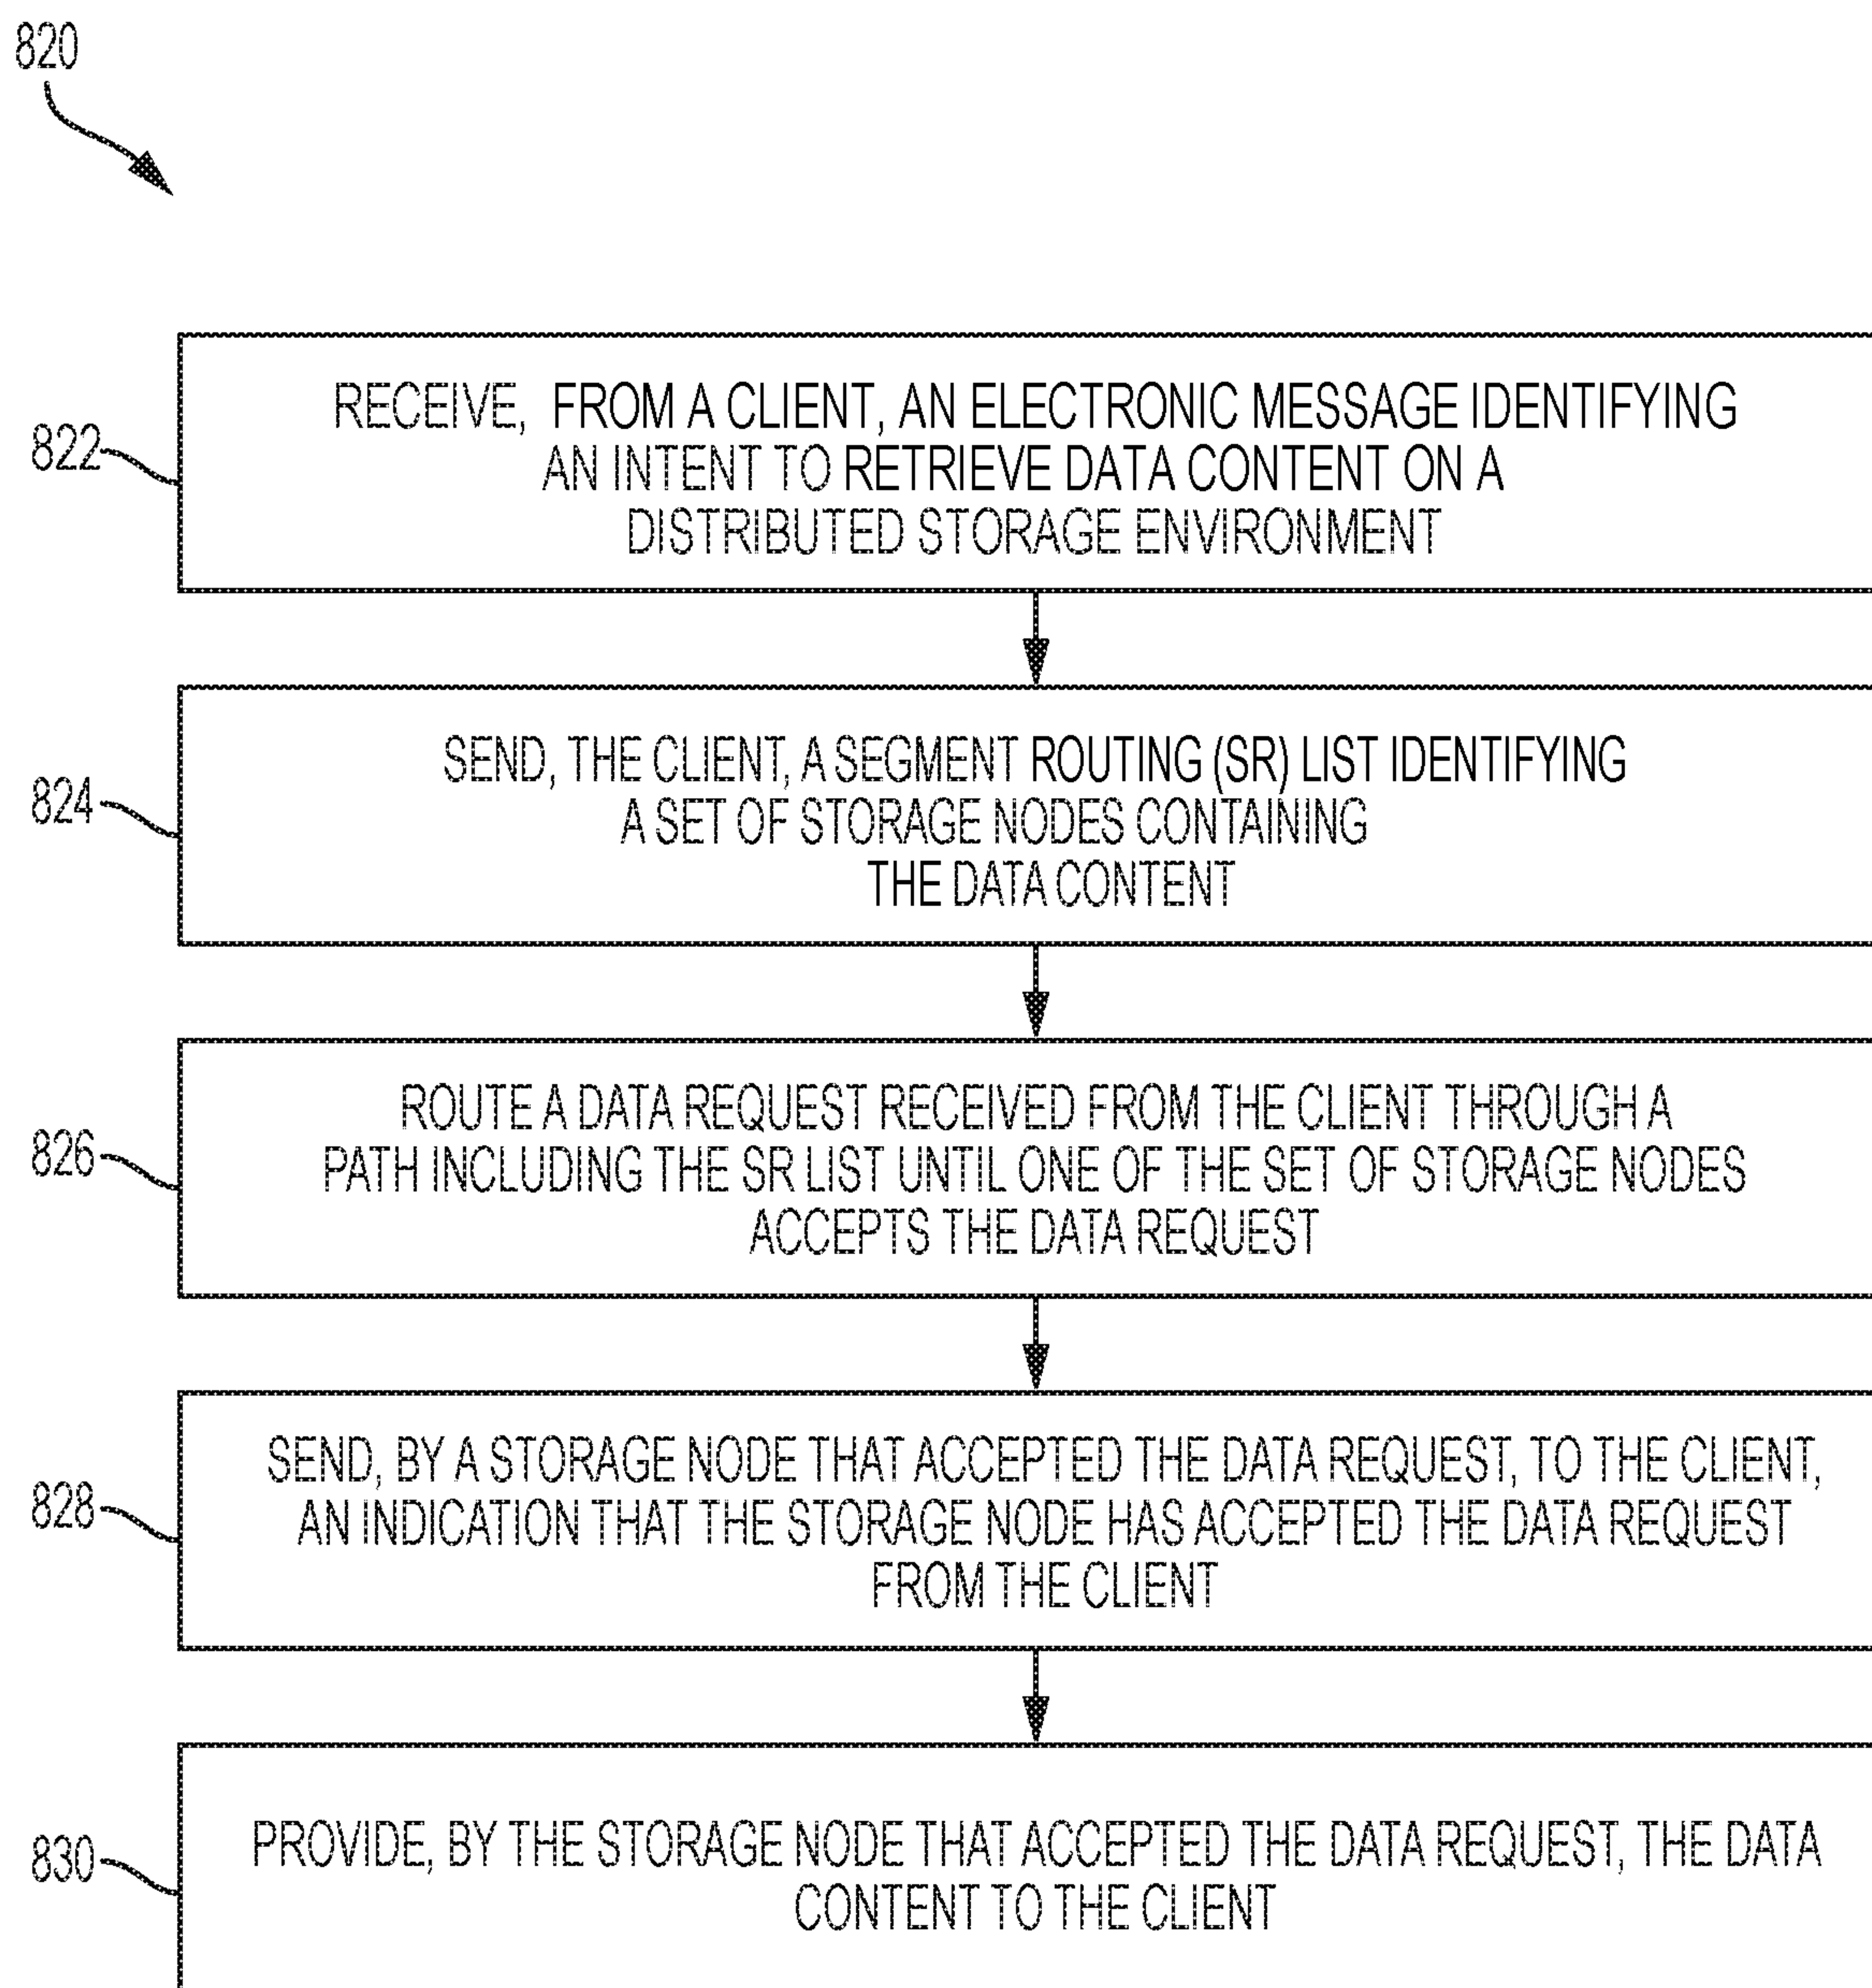 820
822
RECEIVE, FROM A CLIENT, AN ELECTRONIC MESSAGE IDENTIFYING
AN INTENT TO RETRIEVE DATA CONTENT ON A
DISTRIBUTED STORAGE ENVIRONMENT
824
SEND, THE CLIENT, A SEGMENT ROUTING (SR) LIST IDENTIFYING
A SET OF STORAGE NODES CONTAINING
THE DATA CONTENT
826
ROUTE A DATA REQUEST RECEIVED FROM THE CLIENT THROUGH A
PATH INCLUDING THE SR LIST UNTIL ONE OF THE SET OF STORAGE NODES
ACCEPTS THE DATA REQUEST
828
SEND, BY A STORAGE NODE THAT ACCEPTED THE DATA REQUEST, TO THE CLIENT,
AN INDICATION THAT THE STORAGE NODE HAS ACCEPTED THE DATA REQUEST
FROM THE CLIENT
830
PROVIDE, BY THE STORAGE NODE THAT ACCEPTED THE DATA REQUEST, THE DATA
CONTENT TO THE CLIENT